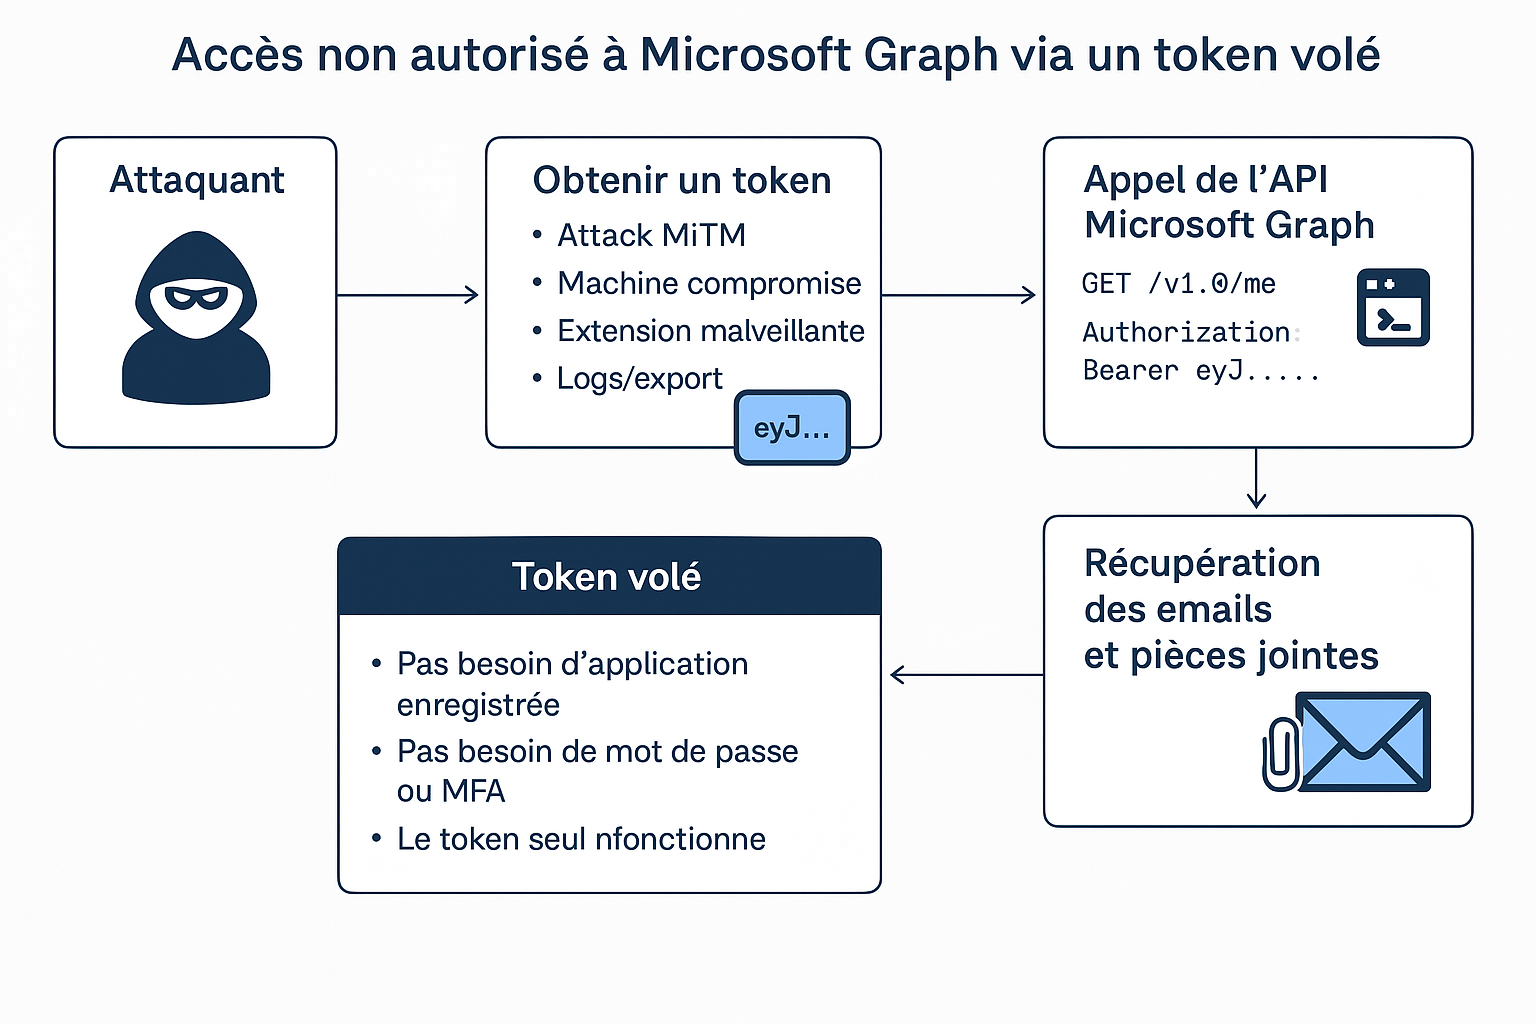 Accès non autorisé à Microsoft Graph via un token volé
Attaquant
Obtenir un token
• Attack MiTM
• Machine compromise
• Extension malveillante
• Logs/export
eyJ...
Appel de l’API
Microsoft Graph
GET /v1.0/me
Authorization:
Bearer eyJ.....
Récupération
des emails
et pièces jointes
Token volé
• Pas besoin d’application
enregistrée
• Pas besoin de mot de passe
ou MFA
• Le token seul nfonctionne